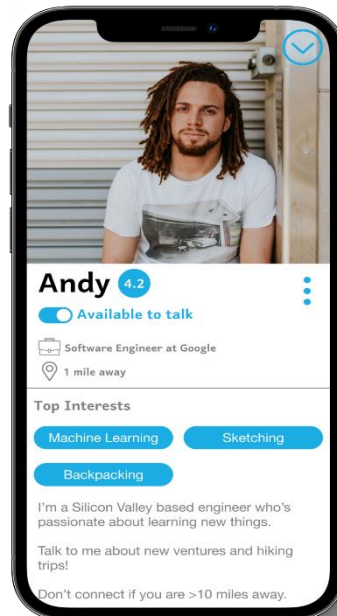 Andy 4.2
Available to talk
Software Engineer at Google
1 mile away
Top Interests
Machine Learning Sketching
Backpacking
I'm a Silicon Valley based engineer who's
passionate about learning new things.
Talk to me about new ventures and hiking
trips!
Don't connect if you are >10 miles away.